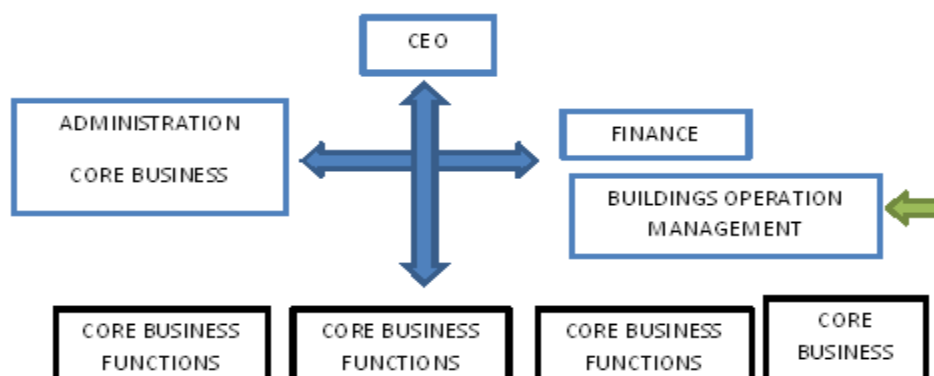 CEO
ADMINISTRATION
CORE BUSINESS
FINANCE
BUILDINGS OPERATION
MANAGEMENT
CORE BUSINESS
FUNCTIONS
CORE BUSINESS
FUNCTIONS
CORE BUSINESS
FUNCTIONS
CORE
BUSINESS